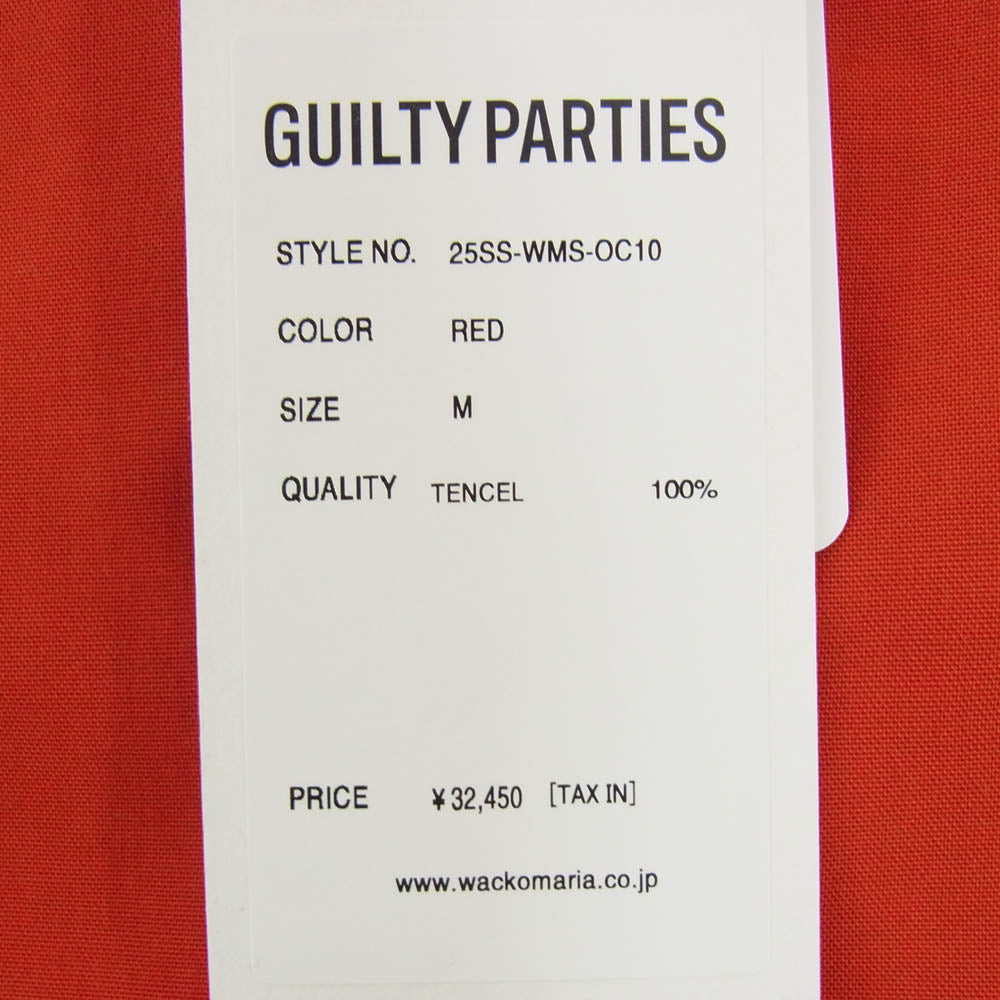 GUILTY PARTIES
STYLE NO. 25SS-WMS-OC10
COLOR RED
SIZE M
QUALITY TENCEL 100%
PRICE ¥32,450 [TAX IN]
www.wackomaria.co.jp